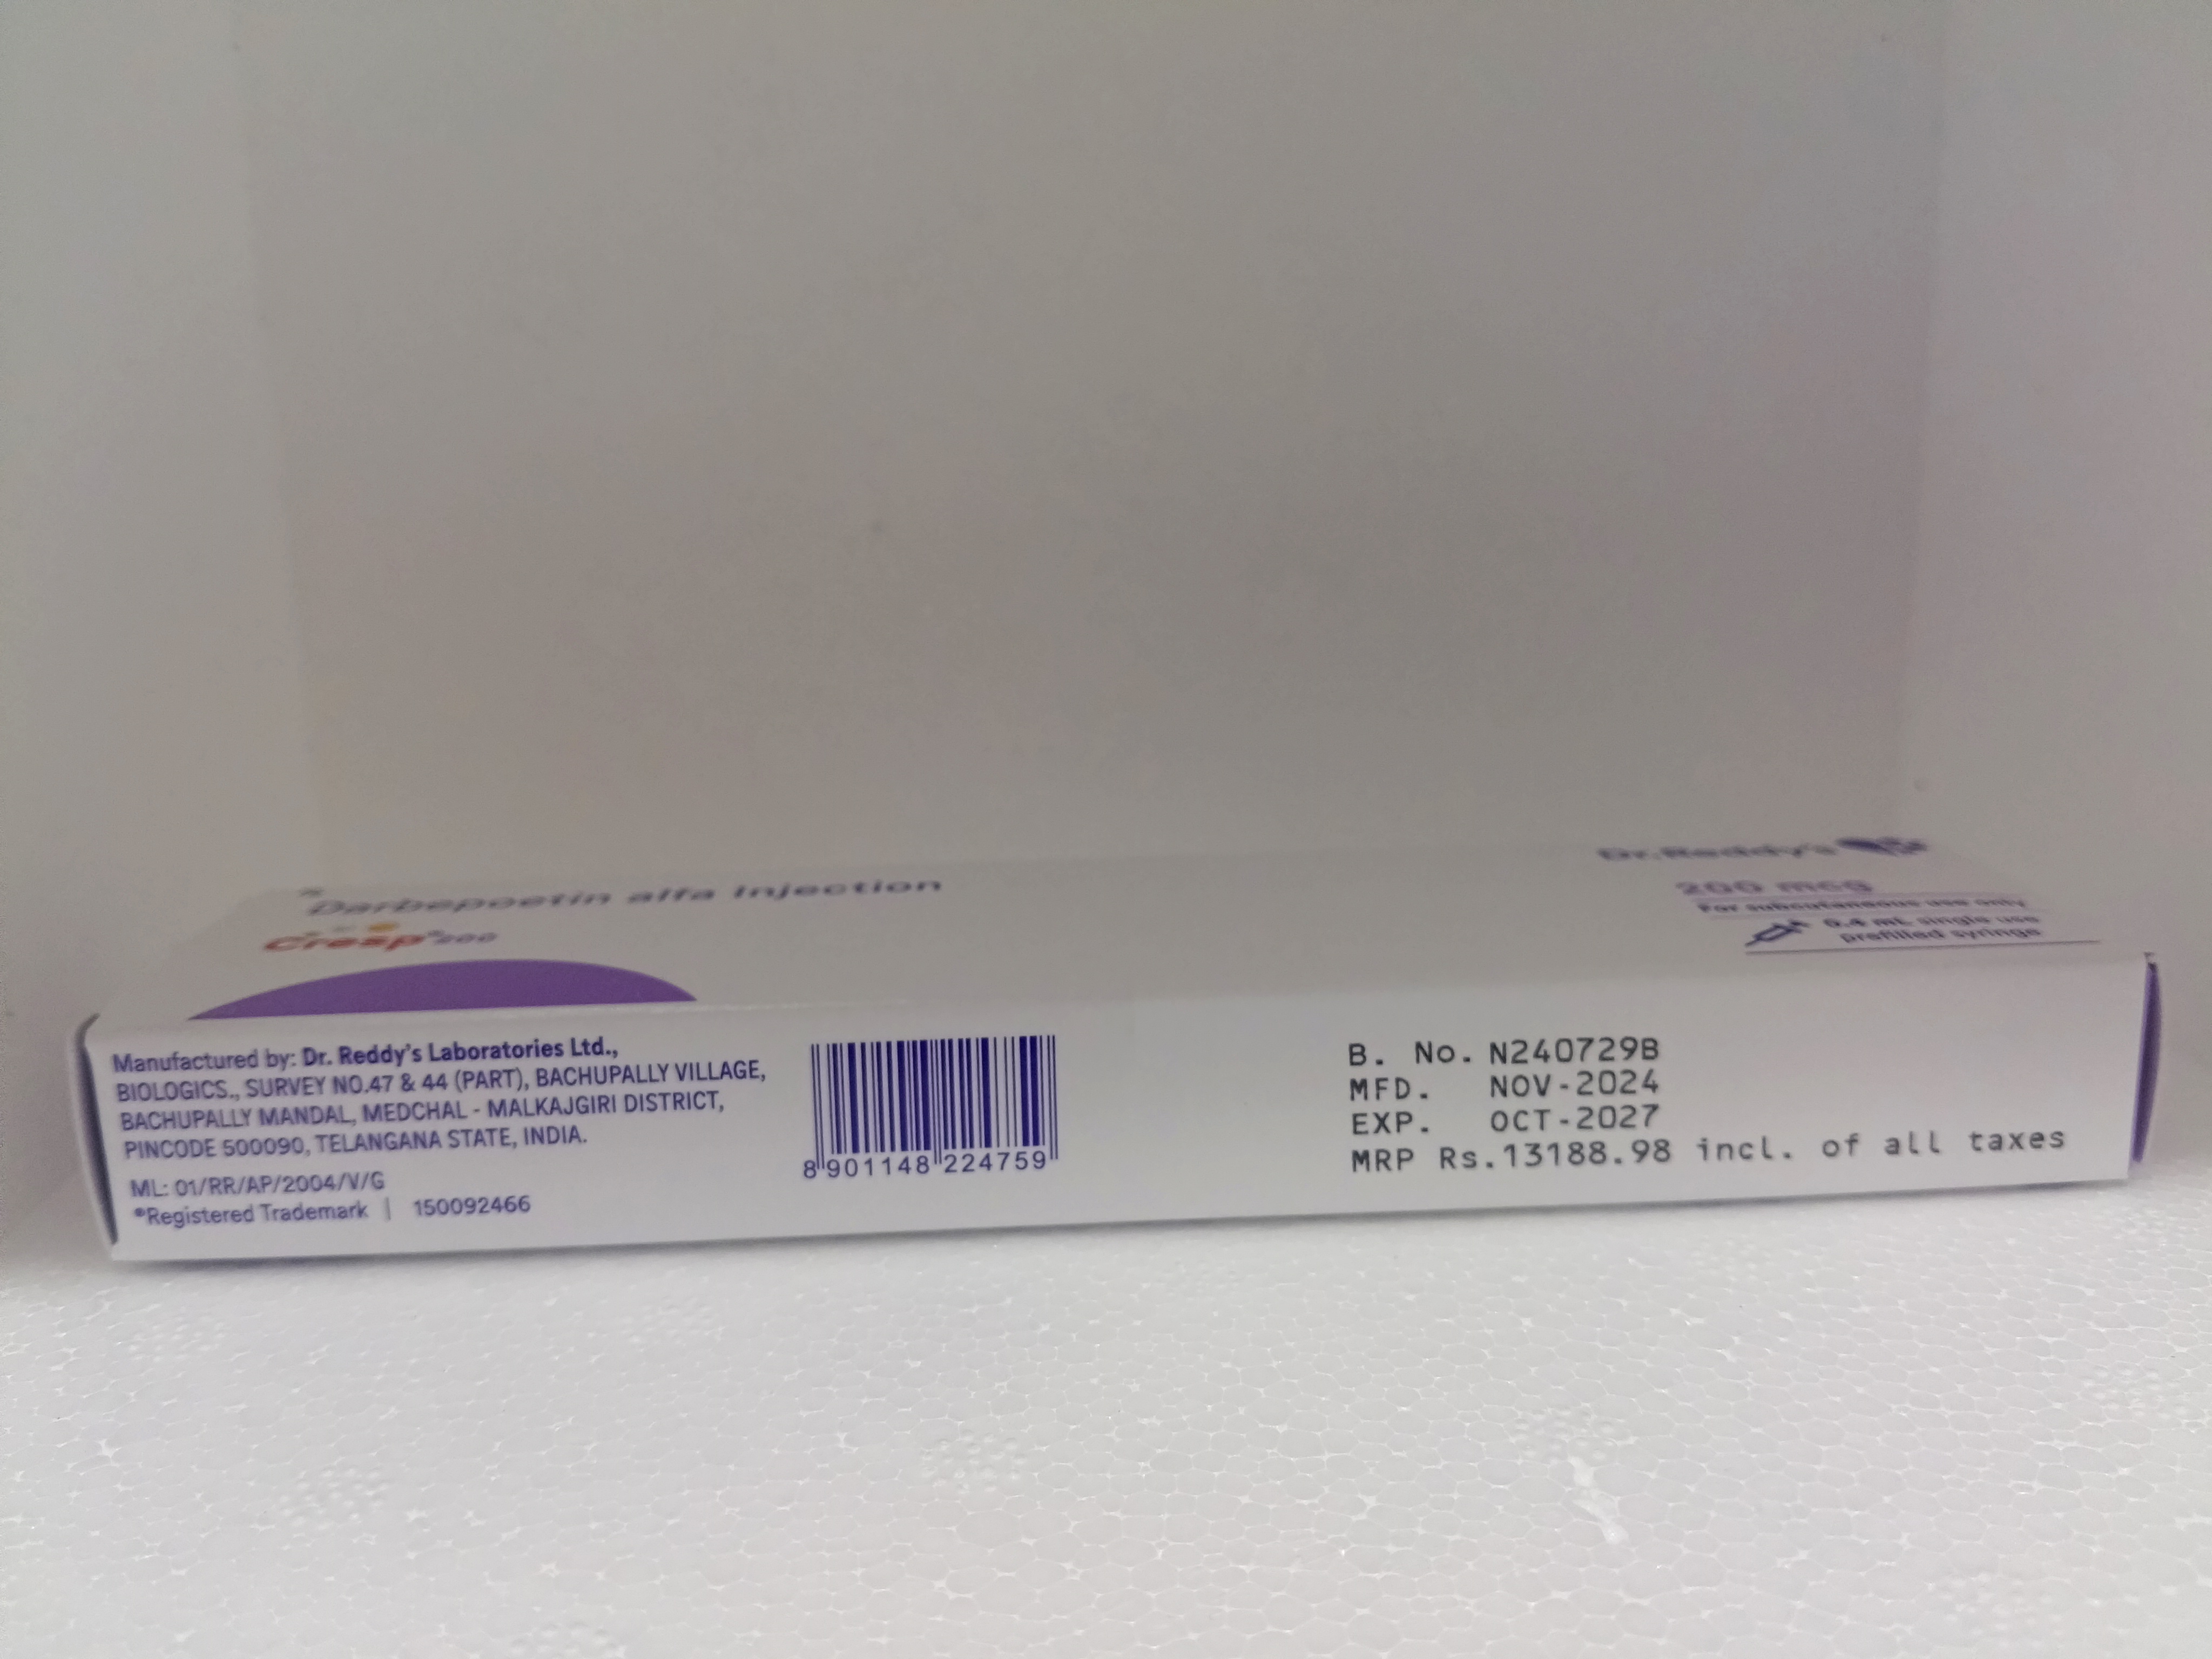 Dr.Reddy's
Darbepoetin alfa Injection
Cresp®200
200 mcg
For subcutaneous use only
0.4 mL single use
prefilled syringe
Manufactured by: Dr. Reddy's Laboratories Ltd.,
BIOLOGICS., SURVEY NO.47 & 44 (PART), BACHUPALLY VILLAGE,
BACHUPALLY MANDAL, MEDCHAL - MALKAJGIRI DISTRICT,
PINCODE 500090, TELANGANA STATE, INDIA.
ML: 01/RR/AP/2004/V/G
®Registered Trademark | 150092466
8 901148 224759
B. No. N240729B
MFD. NOV-2024
EXP. OCT-2027
MRP Rs.13188.98 incl. of all taxes